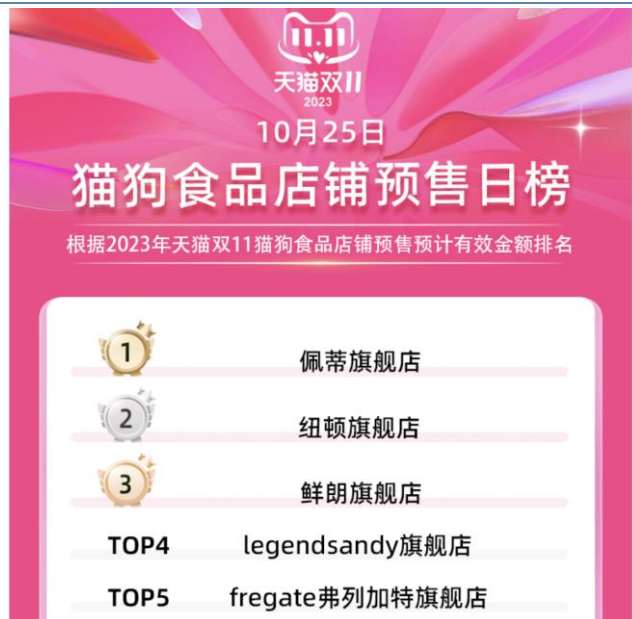 11.11
天猫双11
2023
10月25日
猫狗食品店铺预售日榜
根据2023年天猫双11猫狗食品店铺预售预计有效金额排名
1 佩蒂旗舰店
2 纽顿旗舰店
3 鲜朗旗舰店
TOP4 legendsandy旗舰店
TOP5 fregate弗列加特旗舰店